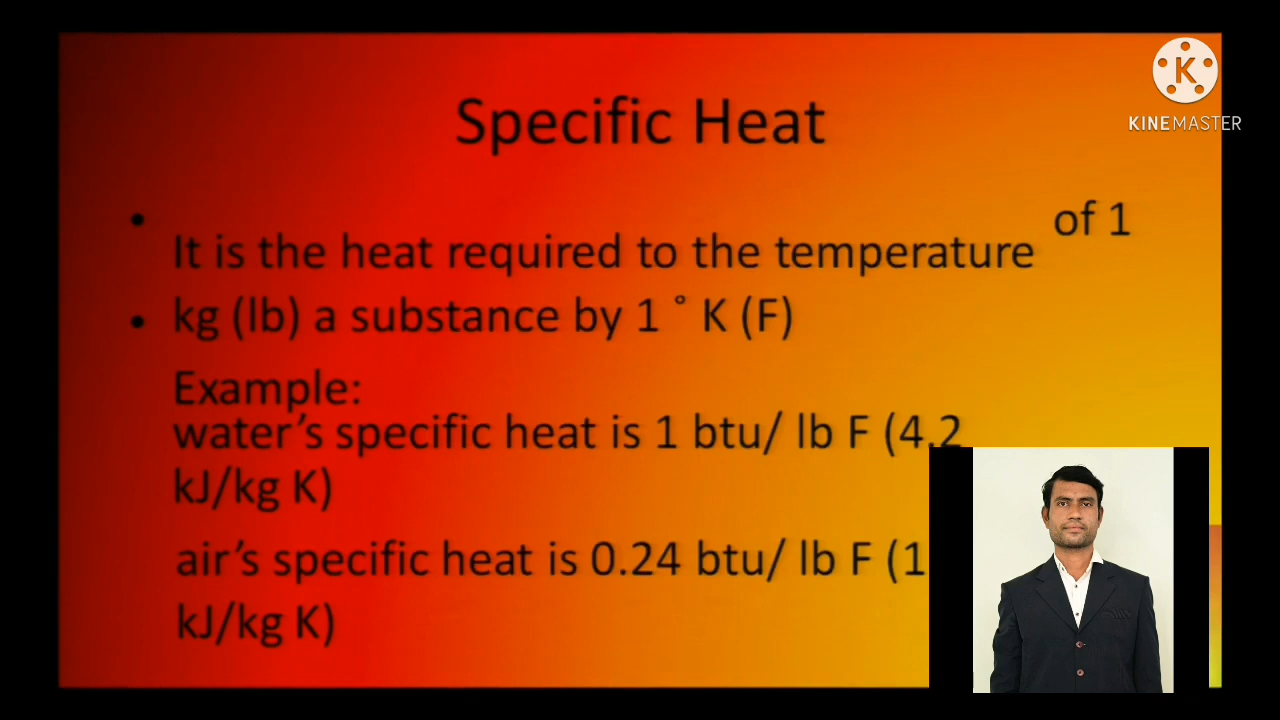 K
KINEMASTER
Specific Heat
• It is the heat required to the temperature of 1
• kg (lb) a substance by 1 ˚ K (F)
Example:
water’s specific heat is 1 btu/ lb F (4.2
kJ/kg K)
air’s specific heat is 0.24 btu/ lb F (1
kJ/kg K)